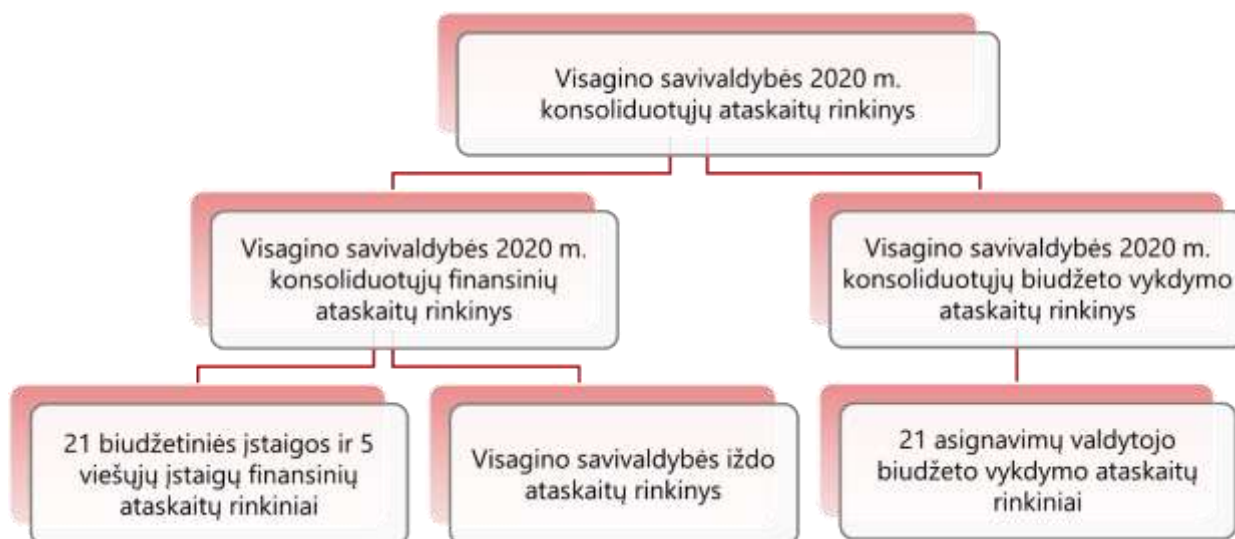 Visagino savivaldybės 2020 m.
konsoliduotųjų ataskaitų rinkinys
Visagino savivaldybės 2020 m.
konsoliduotųjų finansinių
ataskaitų rinkinys
Visagino savivaldybės 2020 m.
konsoliduotųjų biudžeto vykdymo
ataskaitų rinkinys
21 biudžetinės įstaigos ir 5
viešųjų įstaigų finansinių
ataskaitų rinkiniai
Visagino savivaldybės iždo
ataskaitų rinkinys
21 asignavimų valdytojo
biudžeto vykdymo ataskaitų
rinkiniai